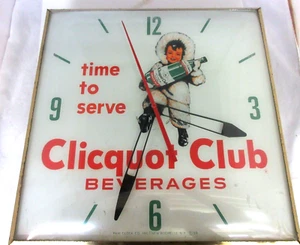 12
time
to
serve
9
3
Clicquot Club
BEVERAGES
6